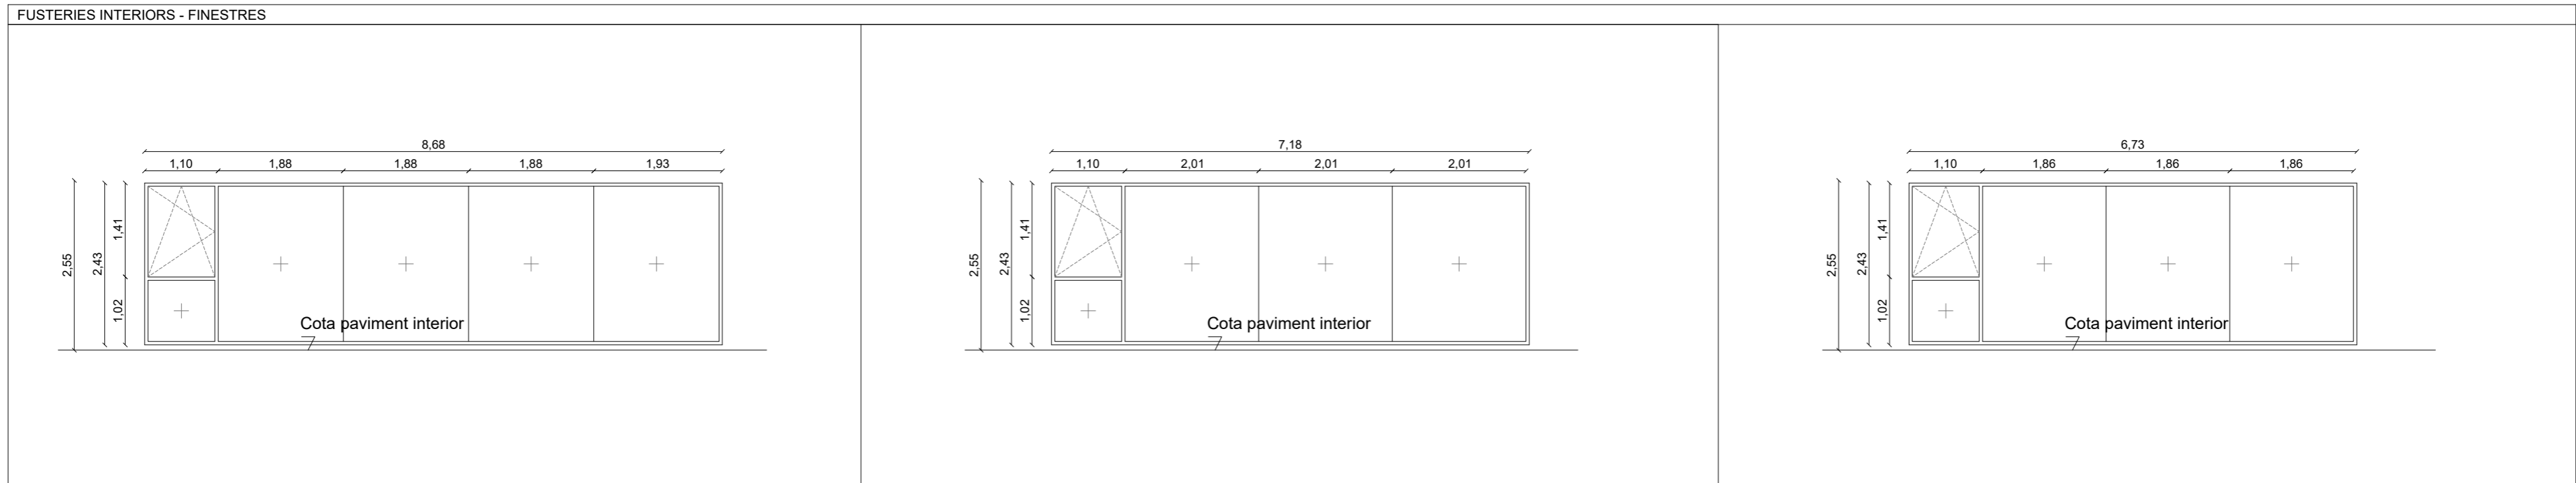 FUSTERIES INTERIORS - FINESTRES
8,68
1,10 1,88 1,88 1,88 1,93
2,55
2,43
1,41
1,02
Cota paviment interior
7,18
1,10 2,01 2,01 2,01
2,55
2,43
1,41
1,02
Cota paviment interior
6,73
1,10 1,86 1,86 1,86
2,55
2,43
1,41
1,02
Cota paviment interior